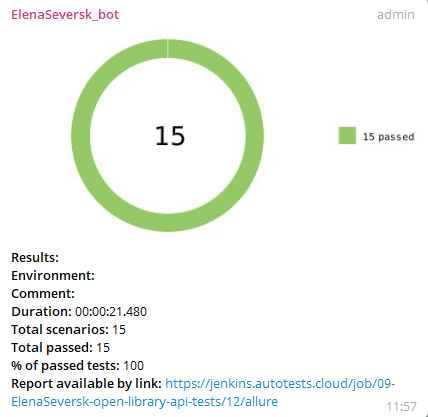 ElenaSeversk_bot admin
15
15 passed
Results:
Environment:
Comment:
Duration: 00:00:21.480
Total scenarios: 15
Total passed: 15
% of passed tests: 100
Report available by link: https://jenkins.autotests.cloud/job/09-
ElenaSeversk-open-library-api-tests/12/allure
11:57